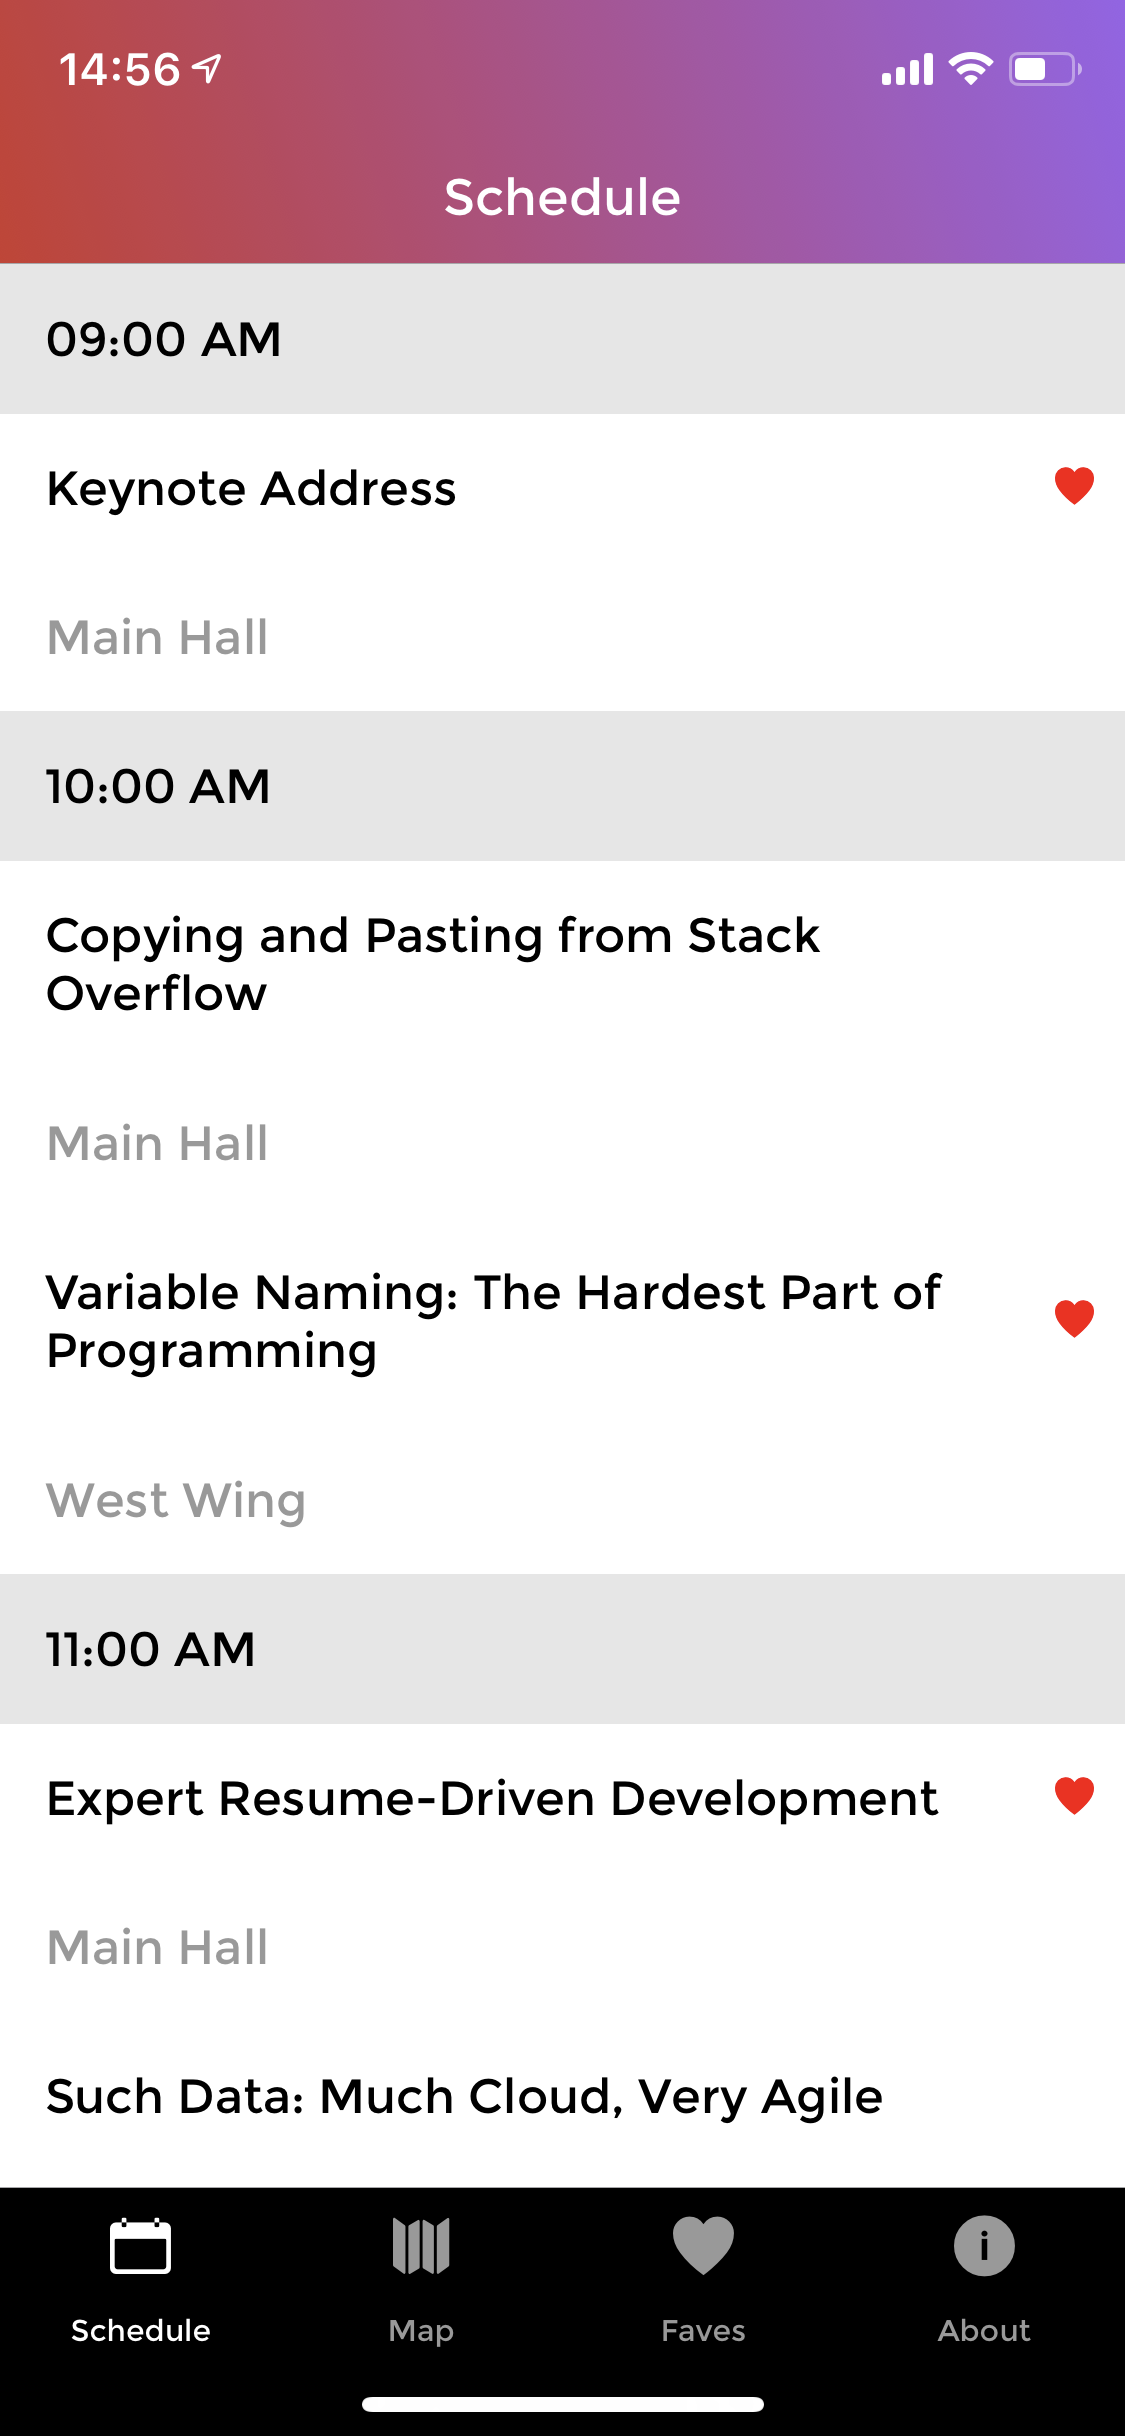 14:56
Schedule
09:00 AM
Keynote Address
Main Hall
10:00 AM
Copying and Pasting from Stack
Overflow
Main Hall
Variable Naming: The Hardest Part of
Programming
West Wing
11:00 AM
Expert Resume-Driven Development
Main Hall
Such Data: Much Cloud, Very Agile
Schedule
Map
Faves
About